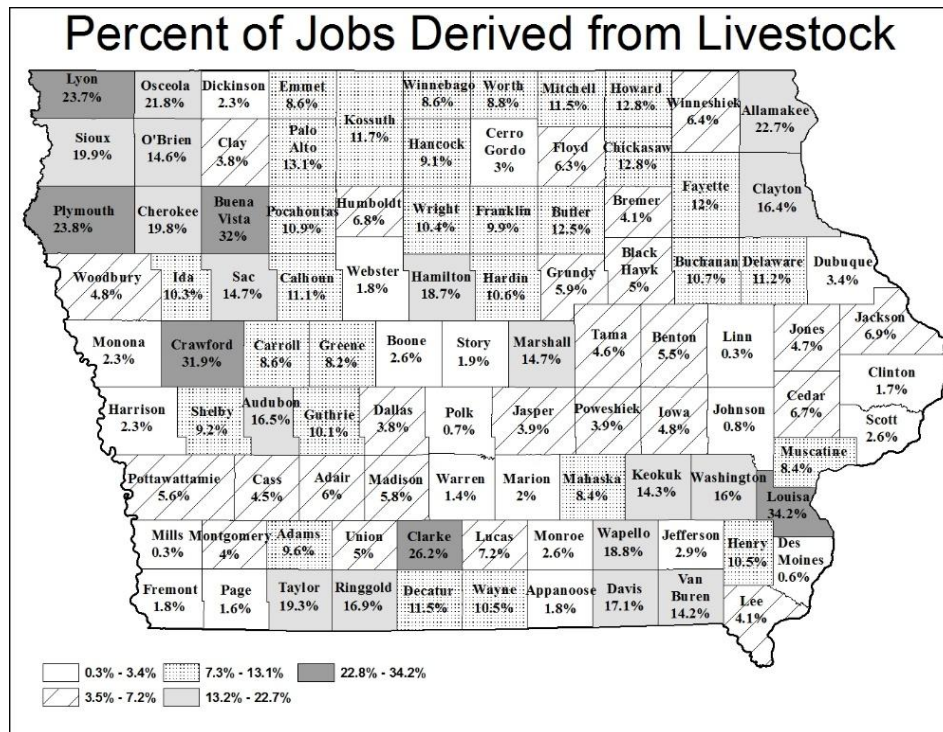 Percent of Jobs Derived from Livestock
Lyon
23.7%
Osceola
21.8%
Dickinson
2.3%
Emmet
8.6%
Kossuth
11.7%
Winnebago
8.6%
Worth
8.8%
Mitchell
11.5%
Howard
12.8%
Winneshiek
6.4%
Allamakee
22.7%
Sioux
19.9%
O'Brien
14.6%
Clay
3.8%
Palo
Alto
13.1%
Hancock
9.1%
Cerro
Gordo
3%
Floyd
6.3%
Chickasaw
12.8%
Fayette
12%
Clayton
16.4%
Plymouth
23.8%
Cherokee
19.8%
Buena
Vista
32%
Pocahontas
10.9%
Humboldt
6.8%
Wright
10.4%
Franklin
9.9%
Butler
12.5%
Bremer
4.1%
Woodbury
4.8%
Ida
10.3%
Sac
14.7%
Calhoun
11.1%
Webster
1.8%
Hamilton
18.7%
Hardin
10.6%
Grundy
5.9%
Black
Hawk
5%
Buchanan
10.7%
Delaware
11.2%
Dubuque
3.4%
Monona
2.3%
Crawford
31.9%
Carroll
8.6%
Greene
8.2%
Boone
2.6%
Story
1.9%
Marshall
14.7%
Tama
4.6%
Benton
5.5%
Linn
0.3%
Jones
4.7%
Jackson
6.9%
Clinton
1.7%
Harrison
2.3%
Shelby
9.2%
Audubon
16.5%
Guthrie
10.1%
Dallas
3.8%
Polk
0.7%
Jasper
3.9%
Poweshiek
3.9%
Iowa
4.8%
Johnson
0.8%
Cedar
6.7%
Scott
2.6%
Muscatine
8.4%
Pottawattamie
5.6%
Cass
4.5%
Adair
6%
Madison
5.8%
Warren
1.4%
Marion
2%
Mahaska
8.4%
Keokuk
14.3%
Washington
16%
Louisa
34.2%
Mills
0.3%
Montgomery
4%
Adams
9.6%
Union
5%
Clarke
26.2%
Lucas
7.2%
Monroe
2.6%
Wapello
18.8%
Jefferson
2.9%
Henry
10.5%
Des
Moines
0.6%
Fremont
1.8%
Page
1.6%
Taylor
19.3%
Ringgold
16.9%
Decatur
11.5%
Wayne
10.5%
Appanoose
1.8%
Davis
17.1%
Van
Buren
14.2%
Lee
4.1%
0.3% - 3.4%
7.3% - 13.1%
22.8% - 34.2%
3.5% - 7.2%
13.2% - 22.7%